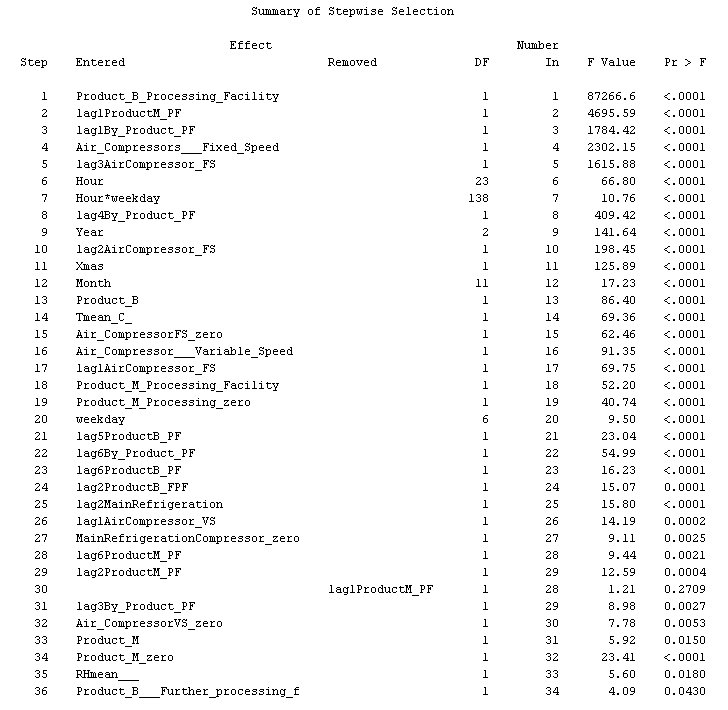 Summary of Stepwise Selection
Effect Number
Step Entered Removed DF In F Value Pr > F
1 Product_B_Processing_Facility 1 1 87266.6 <.0001
2 lag1ProductM_PF 1 2 4695.59 <.0001
3 lag1By_Product_PF 1 3 1784.42 <.0001
4 Air_Compressors___Fixed_Speed 1 4 2302.15 <.0001
5 lag3AirCompressor_FS 1 5 1615.88 <.0001
6 Hour 23 6 66.80 <.0001
7 Hour*weekday 138 7 10.76 <.0001
8 lag4By_Product_PF 1 8 409.42 <.0001
9 Year 2 9 141.64 <.0001
10 lag2AirCompressor_FS 1 10 198.45 <.0001
11 Xmas 1 11 125.89 <.0001
12 Month 11 12 17.23 <.0001
13 Product_B 1 13 86.40 <.0001
14 Tmean_C_ 1 14 69.36 <.0001
15 Air_CompressorFS_zero 1 15 62.46 <.0001
16 Air_Compressor___Variable_Speed 1 16 91.35 <.0001
17 lag1AirCompressor_FS 1 17 69.75 <.0001
18 Product_M_Processing_Facility 1 18 52.20 <.0001
19 Product_M_Processing_zero 1 19 40.74 <.0001
20 weekday 6 20 9.50 <.0001
21 lag5ProductB_PF 1 21 23.04 <.0001
22 lag6By_Product_PF 1 22 54.99 <.0001
23 lag6ProductB_PF 1 23 16.23 <.0001
24 lag2ProductB_FPF 1 24 15.07 0.0001
25 lag2MainRefrigeration 1 25 15.80 <.0001
26 lag1AirCompressor_VS 1 26 14.19 0.0002
27 MainRefrigerationCompressor_zero 1 27 9.11 0.0025
28 lag6ProductM_PF 1 28 9.44 0.0021
29 lag2ProductM_PF 1 29 12.59 0.0004
30 lag1ProductM_PF 1 28 1.21 0.2709
31 lag3By_Product_PF 1 29 8.98 0.0027
32 Air_CompressorVS_zero 1 30 7.78 0.0053
33 Product_M 1 31 5.92 0.0150
34 Product_M_zero 1 32 23.41 <.0001
35 RHmean___ 1 33 5.60 0.0180
36 Product_B___Further_processing_f 1 34 4.09 0.0430